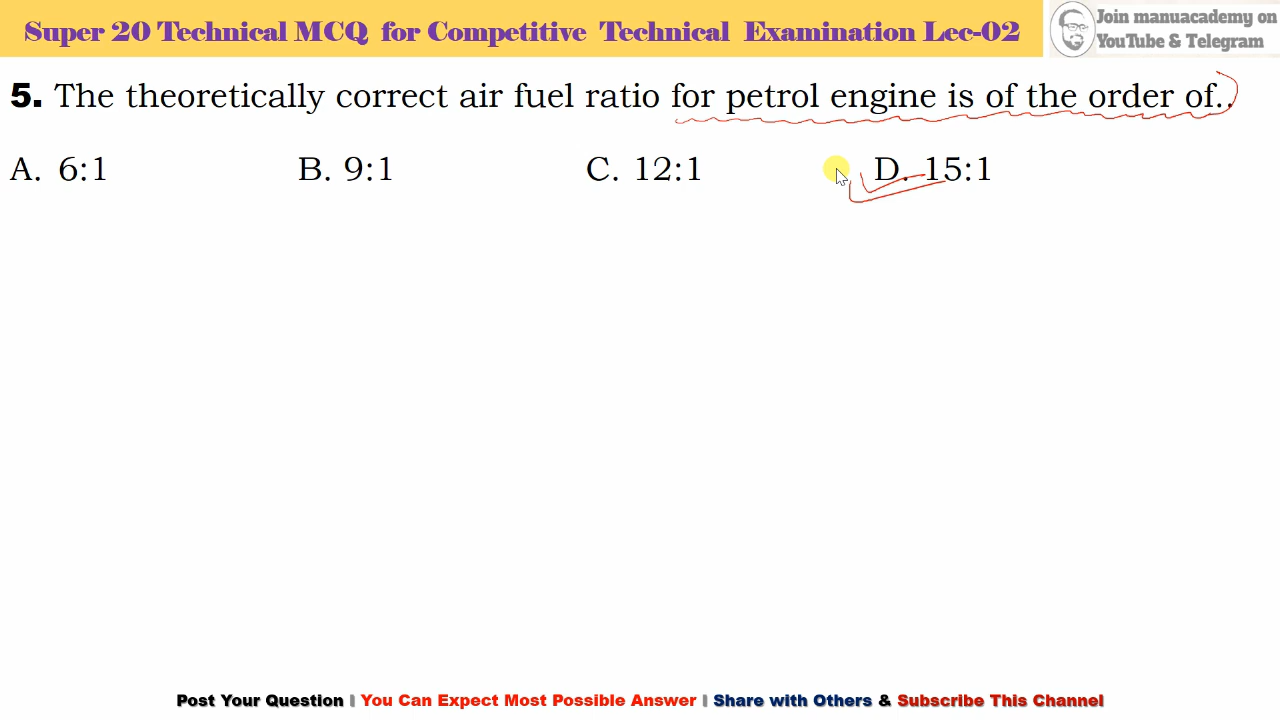 Super 20 Technical MCQ for Competitive Technical Examination Lec-02
Join manuacademy on
YouTube & Telegram
5. The theoretically correct air fuel ratio for petrol engine is of the order of..
A. 6:1 B. 9:1 C. 12:1 D. 15:1
Post Your Question | You Can Expect Most Possible Answer | Share with Others & Subscribe This Channel